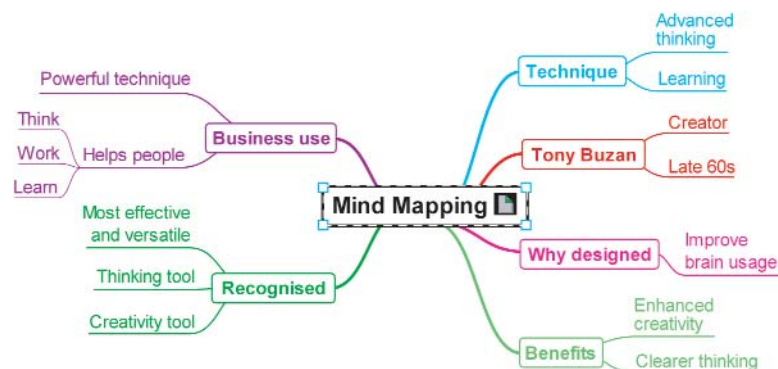 Mind Mapping
Technique
Advanced
thinking
Learning
Tony Buzan
Creator
Late 60s
Why designed
Improve
brain usage
Benefits
Enhanced
creativity
Clearer thinking
Business use
Powerful technique
Helps people
Think
Work
Learn
Recognised
Most effective
and versatile
Thinking tool
Creativity tool